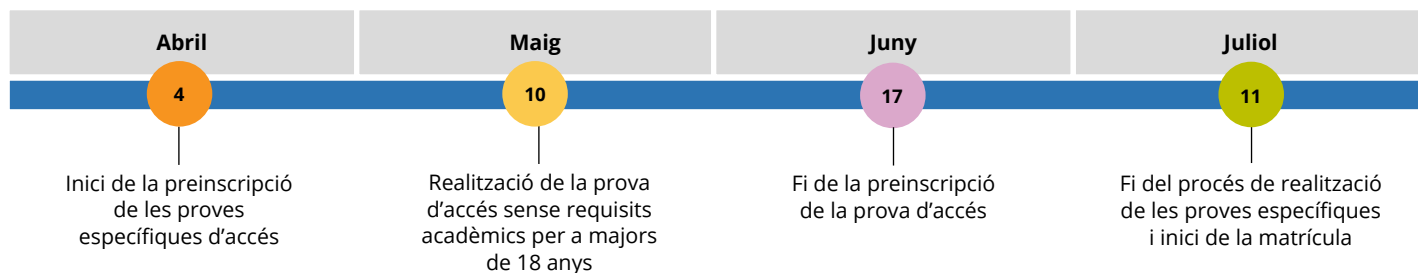 Abril
Maig
Juny
Juliol
4
10
17
11
Inici de la preinscripció
de les proves
específiques d'accés
Realització de la prova
d'accés sense requisits
acadèmics per a majors
de 18 anys
Fi de la preinscripció
de la prova d'accés
Fi del procés de realització
de les proves específiques
i inici de la matrícula